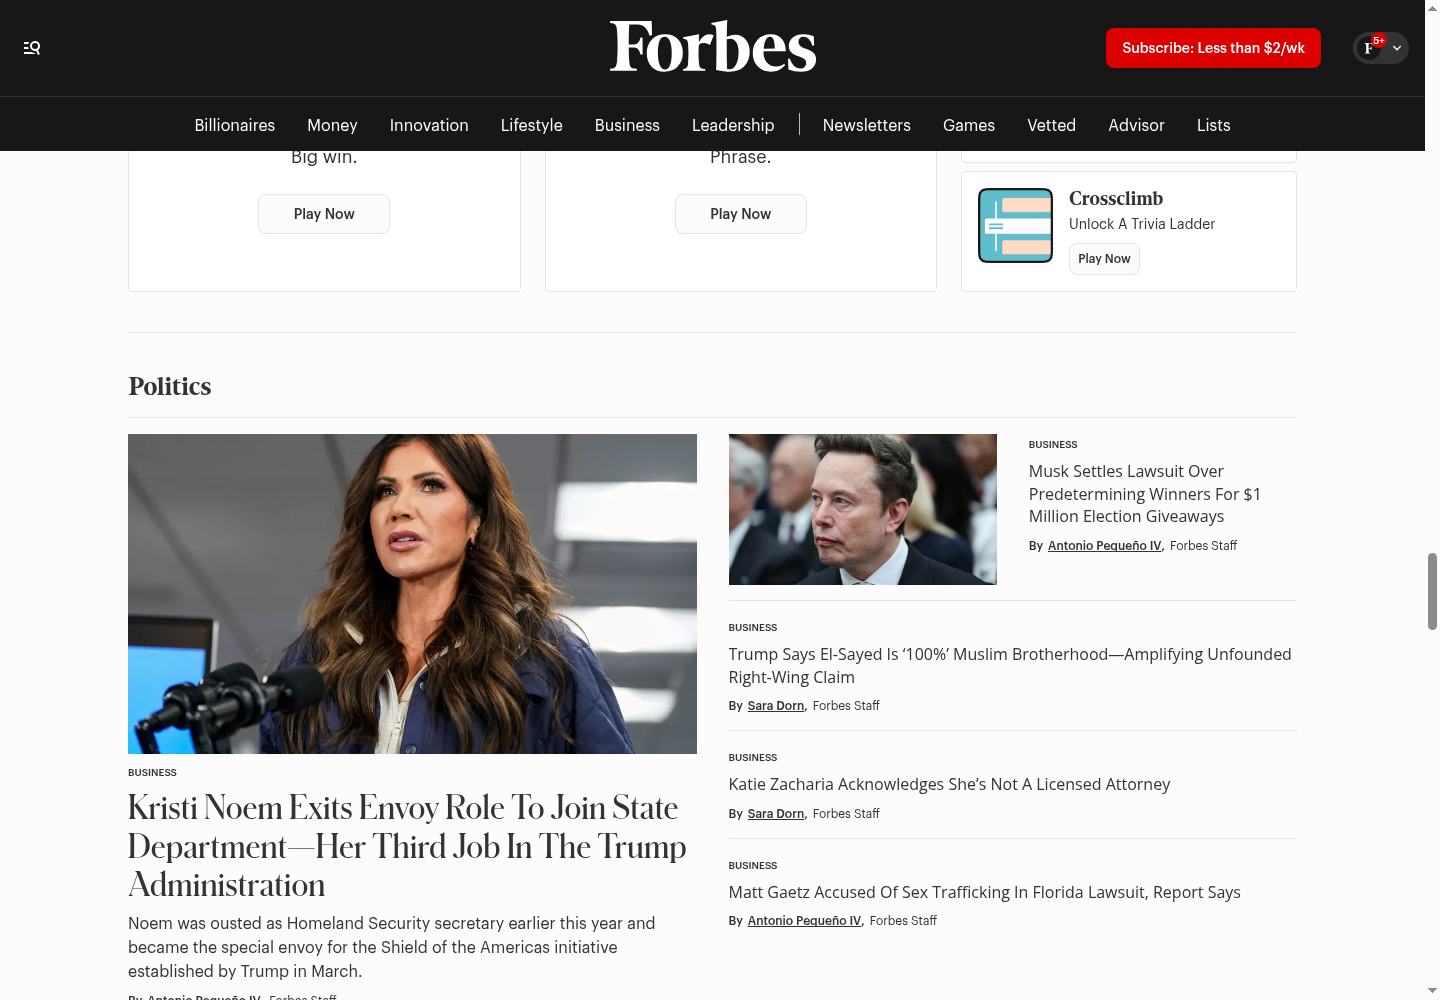 Forbes
Subscribe: Less than $2/wk
F
5+
Billionaires
Money
Innovation
Lifestyle
Business
Leadership
Newsletters
Games
Vetted
Advisor
Lists
Big win.
Play Now
Phrase.
Play Now
Crossclimb
Unlock A Trivia Ladder
Play Now
Politics
BUSINESS
Kristi Noem Exits Envoy Role To Join State
Department—Her Third Job In The Trump
Administration
Noem was ousted as Homeland Security secretary earlier this year and
became the special envoy for the Shield of the Americas initiative
established by Trump in March.
By Antonio Pequeño IV, Forbes Staff
BUSINESS
Musk Settles Lawsuit Over
Predetermining Winners For $1
Million Election Giveaways
By Antonio Pequeño IV, Forbes Staff
BUSINESS
Trump Says El-Sayed Is ‘100%’ Muslim Brotherhood—Amplifying Unfounded
Right-Wing Claim
By Sara Dorn, Forbes Staff
BUSINESS
Katie Zacharia Acknowledges She’s Not A Licensed Attorney
By Sara Dorn, Forbes Staff
BUSINESS
Matt Gaetz Accused Of Sex Trafficking In Florida Lawsuit, Report Says
By Antonio Pequeño IV, Forbes Staff